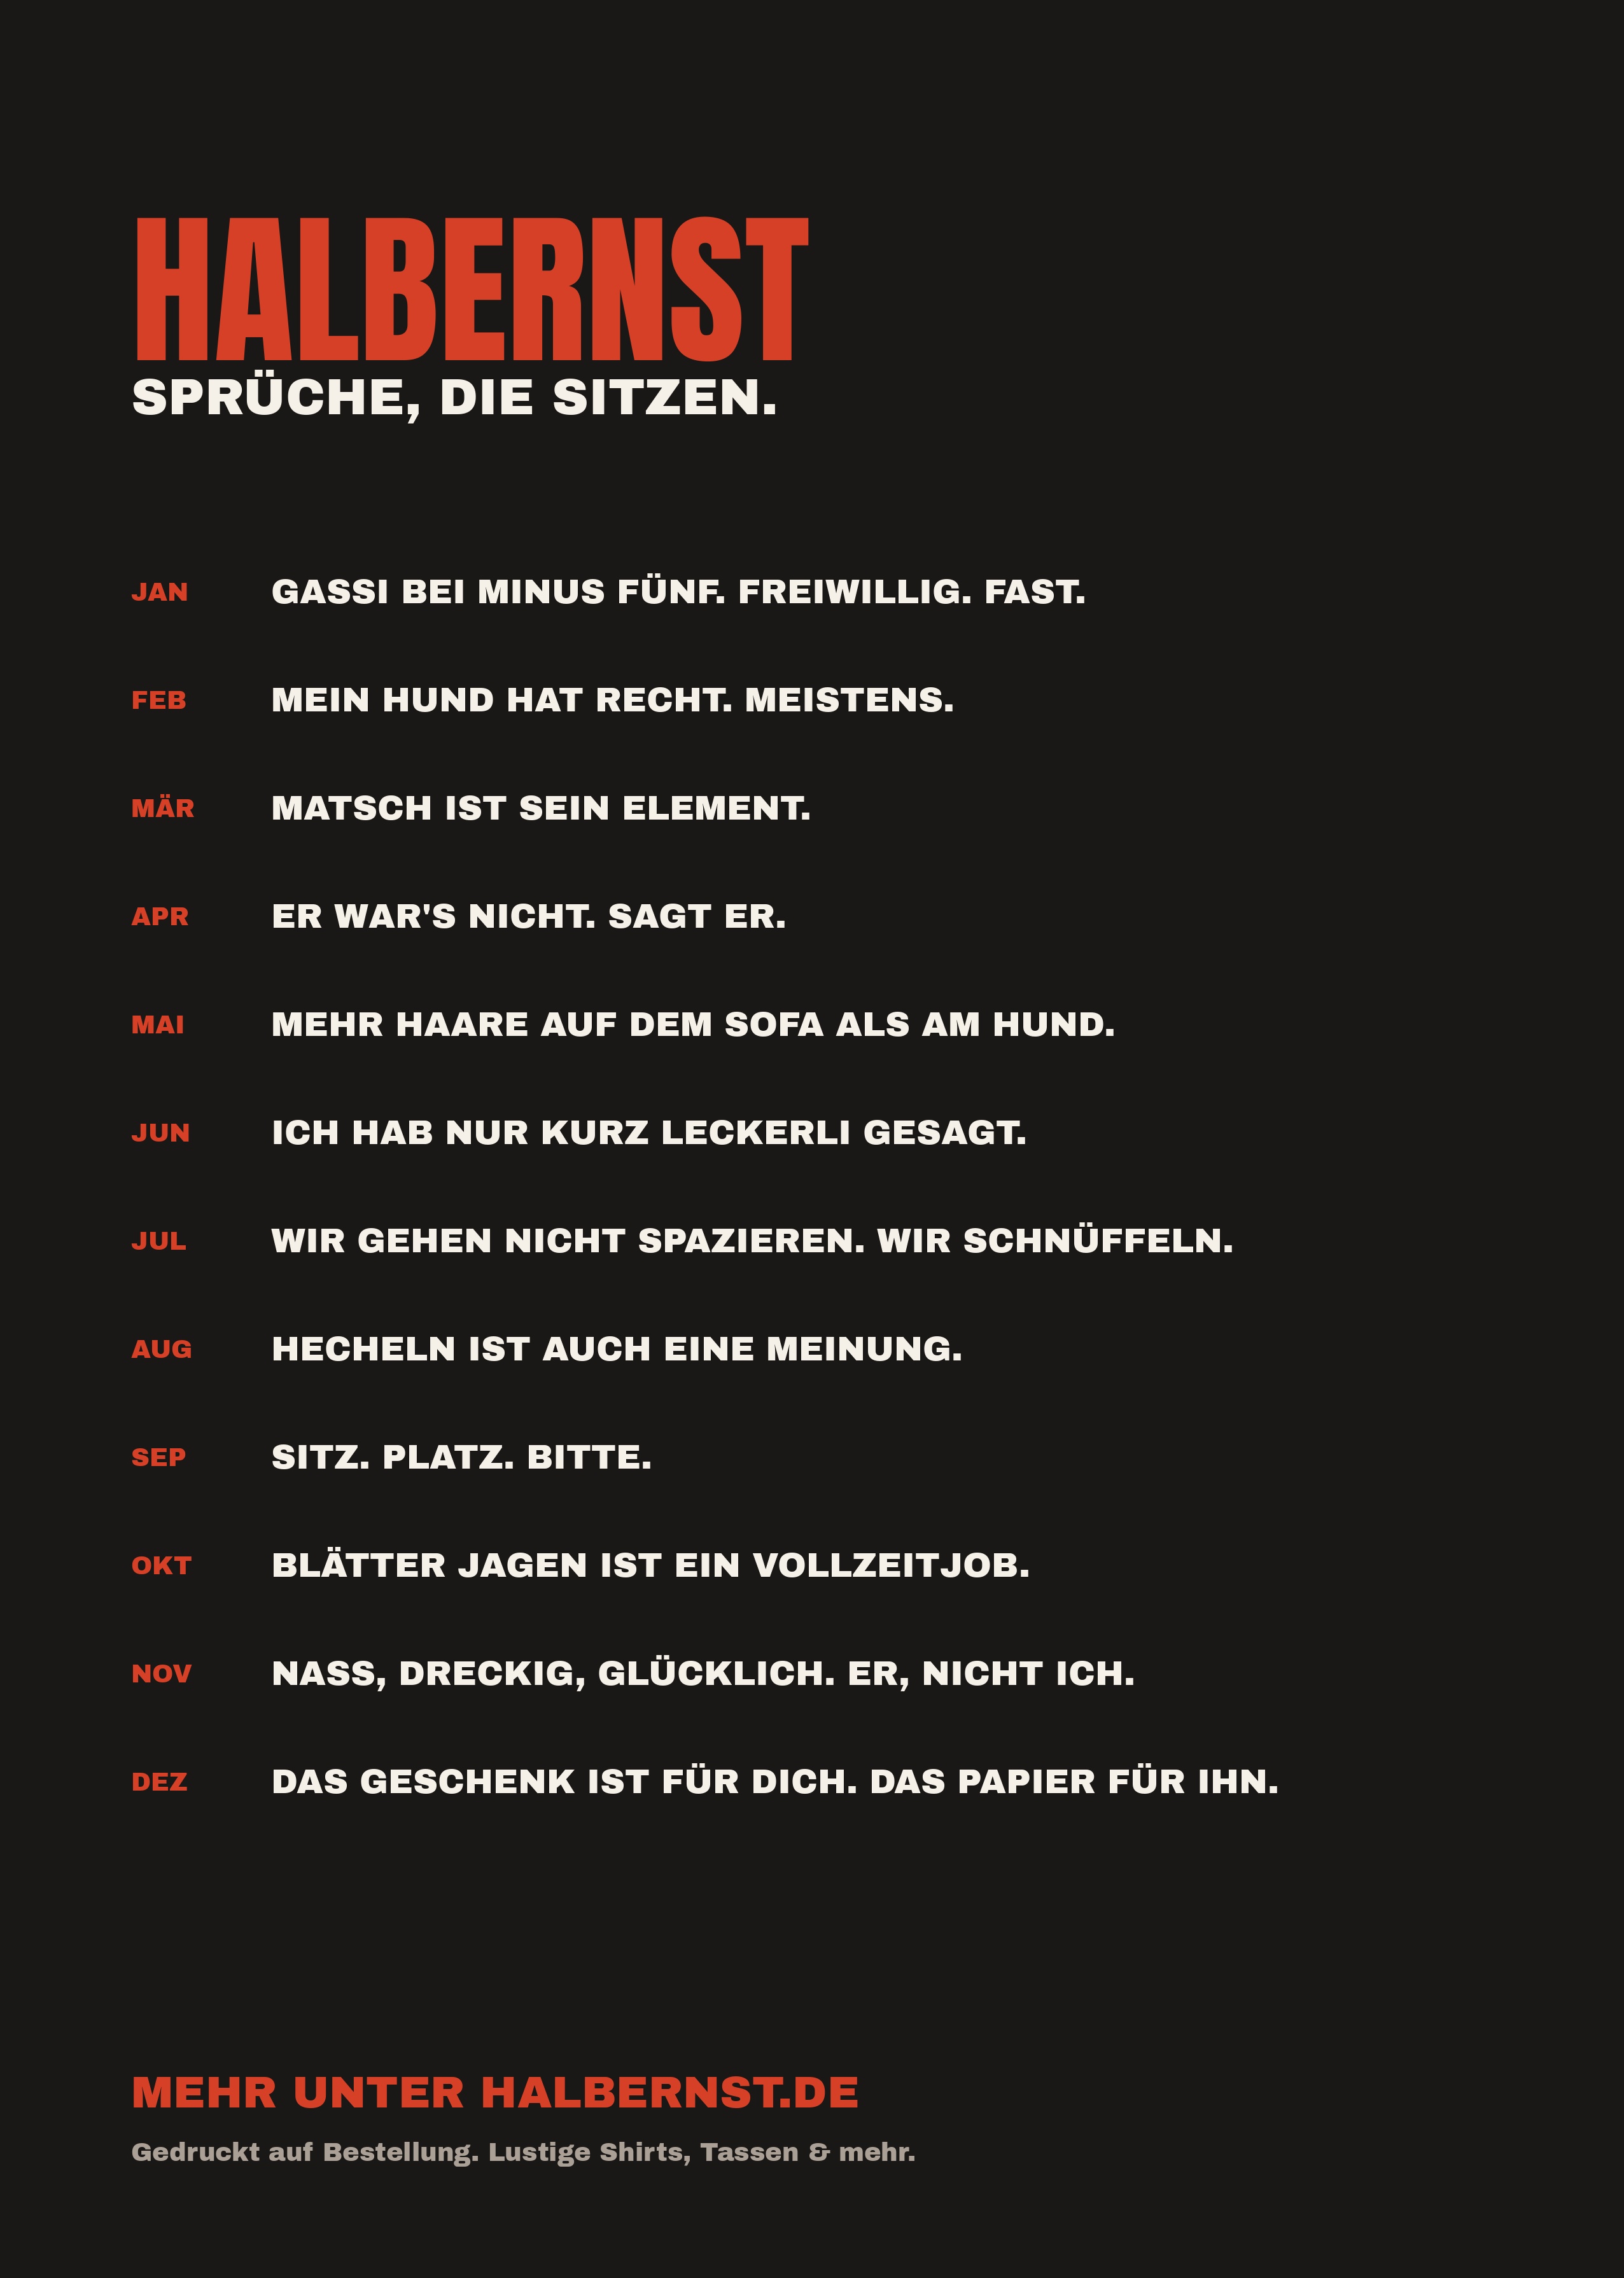 HALBERNST
SPRÜCHE, DIE SITZEN.
JAN GASSI BEI MINUS FÜNF. FREIWILLIG. FAST.
FEB MEIN HUND HAT RECHT. MEISTENS.
MÄR MATSCH IST SEIN ELEMENT.
APR ER WAR'S NICHT. SAGT ER.
MAI MEHR HAARE AUF DEM SOFA ALS AM HUND.
JUN ICH HAB NUR KURZ LECKERLI GESAGT.
JUL WIR GEHEN NICHT SPAZIEREN. WIR SCHNÜFFELN.
AUG HECHELN IST AUCH EINE MEINUNG.
SEP SITZ. PLATZ. BITTE.
OKT BLÄTTER JAGEN IST EIN VOLLZEITJOB.
NOV NASS, DRECKIG, GLÜCKLICH. ER, NICHT ICH.
DEZ DAS GESCHENK IST FÜR DICH. DAS PAPIER FÜR IHN.
MEHR UNTER HALBERNST.DE
Gedruckt auf Bestellung. Lustige Shirts, Tassen & mehr.